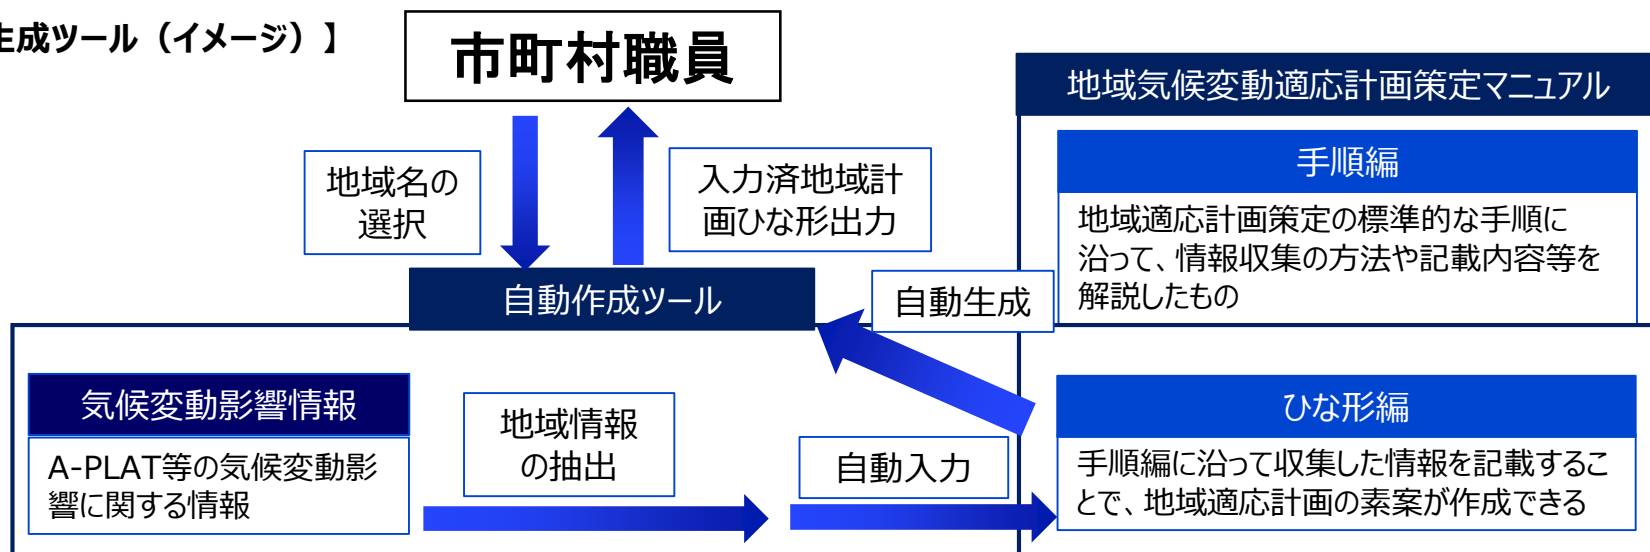 生成ツール（イメージ）】
市町村職員
地域気候変動適応計画策定マニュアル
手順編
地域適応計画策定の標準的な手順に
沿って、情報収集の方法や記載内容等を
解説したもの
地域名の
選択
入力済地域計
画ひな形出力
自動作成ツール
自動生成
気候変動影響情報
A-PLAT等の気候変動影
響に関する情報
地域情報
の抽出
自動入力
ひな形編
手順編に沿って収集した情報を記載するこ
とで、地域適応計画の素案が作成できる